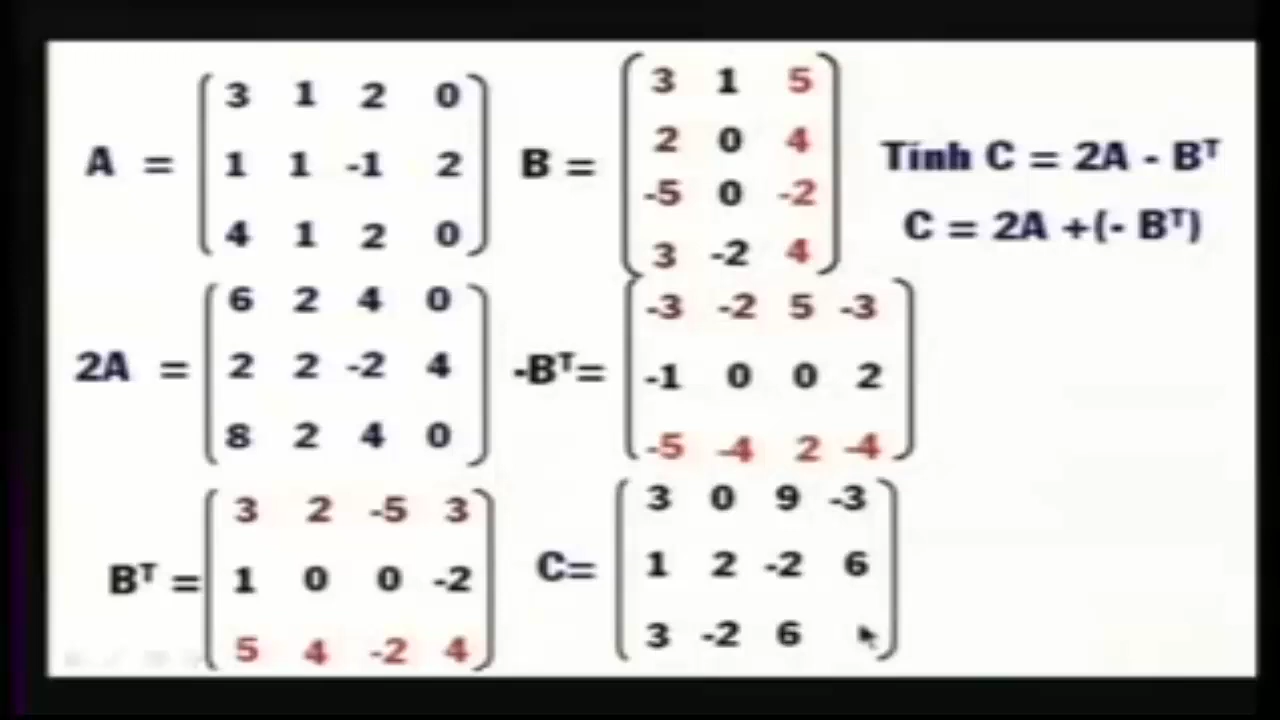 A =
3 1 2 0
1 1 -1 2
4 1 2 0
B =
3 1 5
2 0 4
-5 0 -2
3 -2 4
Tính C = 2A - Bᵀ
C = 2A +(- Bᵀ)
2A =
6 2 4 0
2 2 -2 4
8 2 4 0
-Bᵀ=
-3 -2 5 -3
-1 0 0 2
-5 -4 2 -4
Bᵀ =
3 2 -5 3
1 0 0 -2
5 4 -2 4
C=
3 0 9 -3
1 2 -2 6
3 -2 6